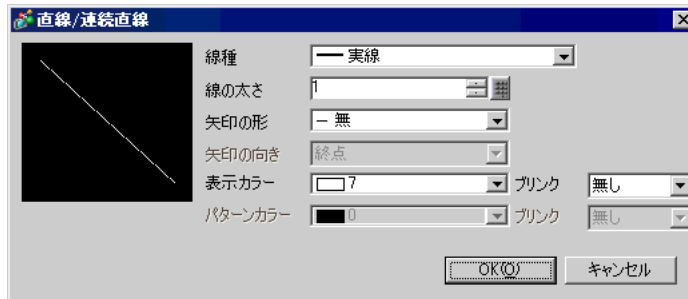 直線/連続直線
線種 実線
線の太さ 1
矢印の形 無
矢印の向き 終点
表示カラー 7 ブリンク 無し
パターンカラー 0 ブリンク 無し
OK(O) キャンセル